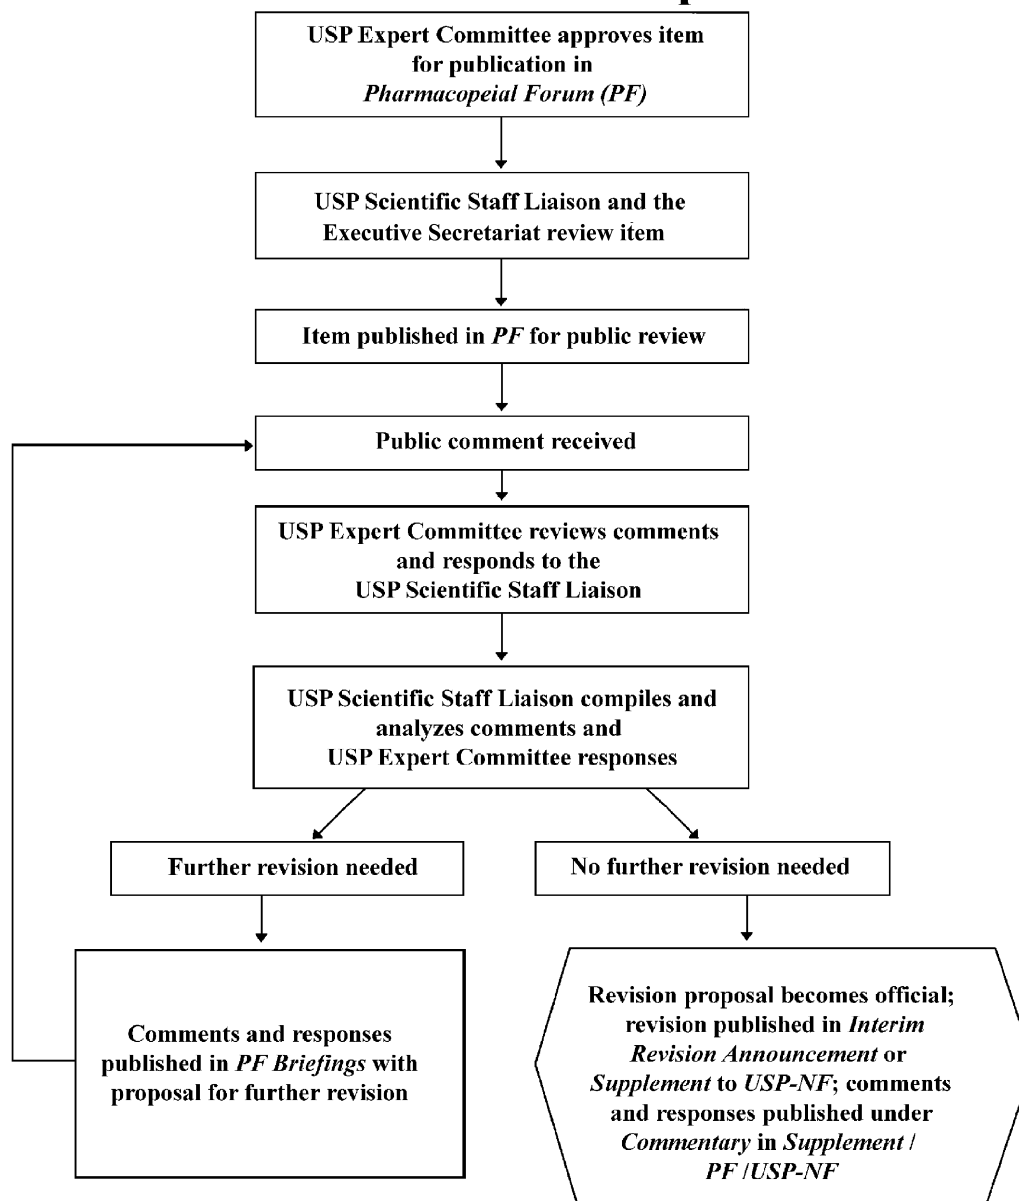 USP Expert Committee approves item
for publication in
Pharmacopeial Forum (PF)
USP Scientific Staff Liaison and the
Executive Secretariat review item
Item published in PF for public review
Public comment received
USP Expert Committee reviews comments
and responds to the
USP Scientific Staff Liaison
USP Scientific Staff Liaison compiles and
analyzes comments and
USP Expert Committee responses
Further revision needed
No further revision needed
Comments and responses
published in PF Briefings with
proposal for further revision
Revision proposal becomes official;
revision published in Interim
Revision Announcement or
Supplement to USP-NF; comments
and responses published under
Commentary in Supplement /
PF /USP-NF